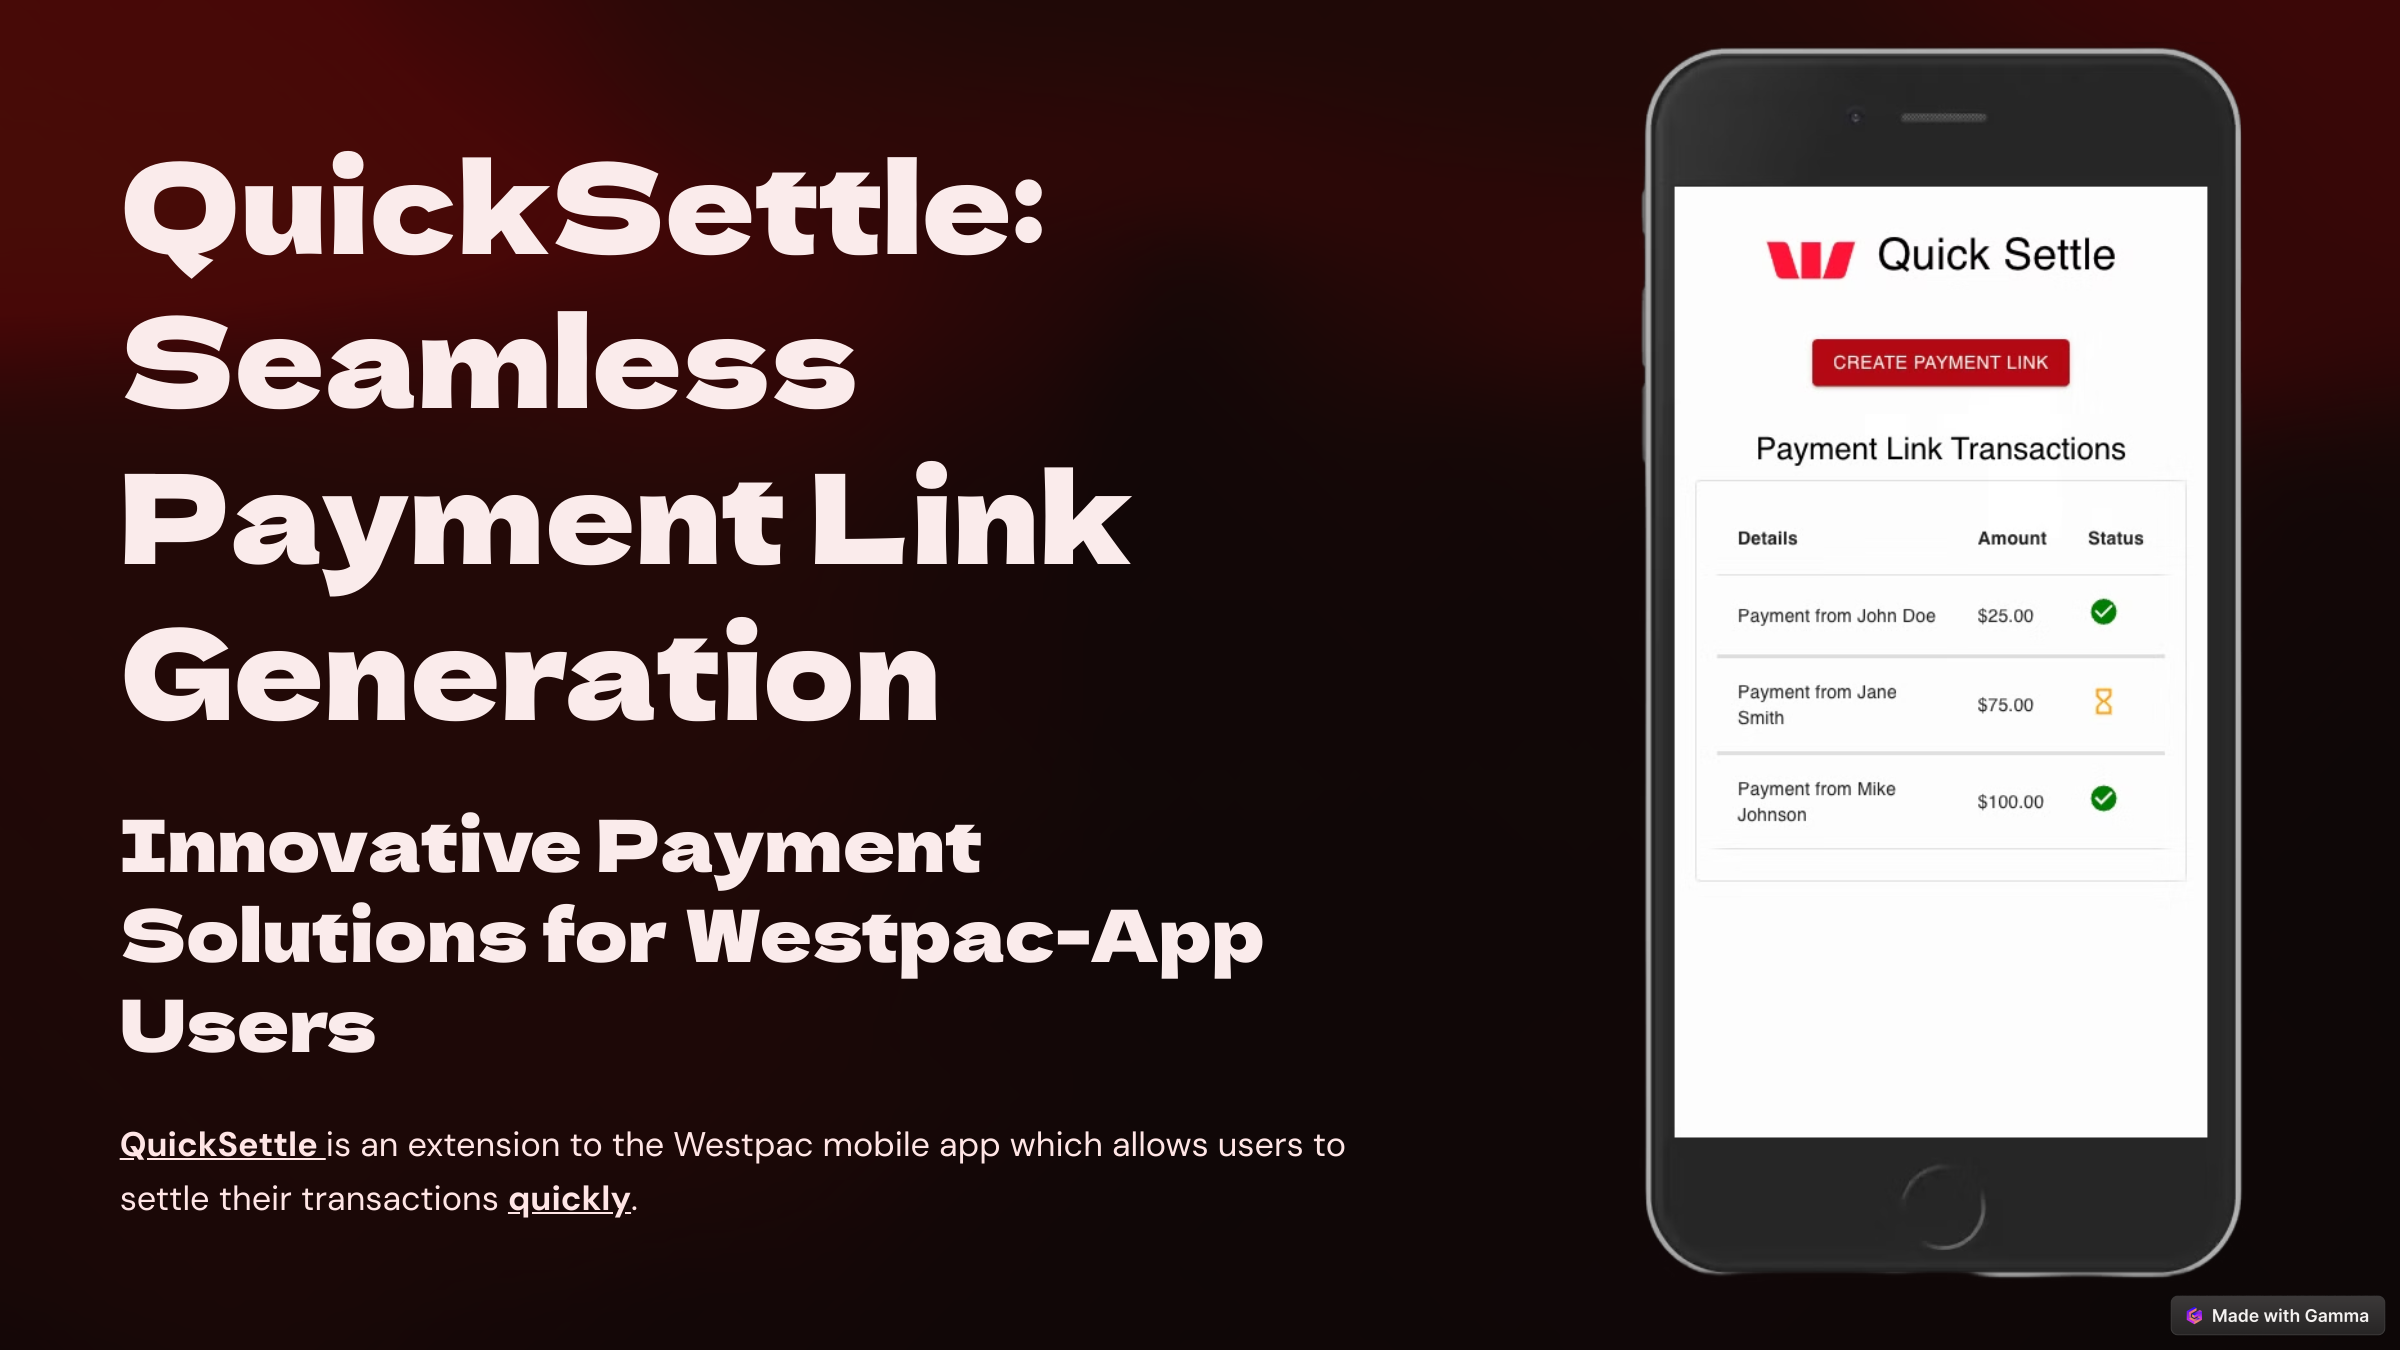 QuickSettle:
Seamless
Payment Link
Generation
Innovative Payment
Solutions for Westpac-App
Users
QuickSettle is an extension to the Westpac mobile app which allows users to
settle their transactions quickly.
Quick Settle
CREATE PAYMENT LINK
Payment Link Transactions
Details Amount Status
Payment from John Doe $25.00
Payment from Jane
Smith $75.00
Payment from Mike
Johnson $100.00
Made with Gamma